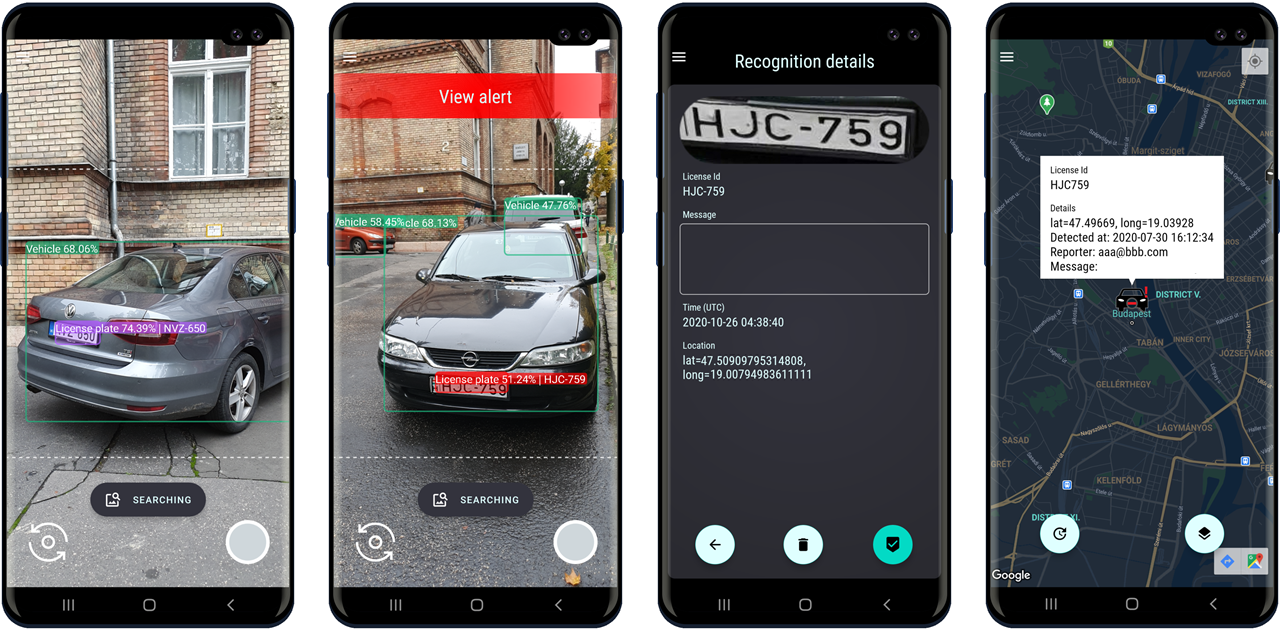 Vehicle 68.06%
License plate 74.39% | NVZ-650
SEARCHING
View alert
Vehicle 47.76%
Vehicle 58.45%
cle 68.13%
License plate 51.24% | HJC-759
HJC-759
SEARCHING
Recognition details
HJC-759
License Id
HJC-759
Message
Time (UTC)
2020-10-26 04:38:40
Location
lat=47.50909795314808,
long=19.00794983611111
10
ÓBUDA
VIZAFOGÓ
DISTRICT XIII.
Margit-sziget
License Id
HJC759
Details
lat=47.49669, long=19.03928
Detected at: 2020-07-30 16:12:34
Reporter: aaa@bbb.com
Message:
ERZSÉBETVÁR
DISTRICT V.
Budapest
TABÁN
INNER CITY
JÓZSEFVÁROS
GELLÉRTHEGY
LÁGYMÁNYOS
SASAD
GRÉT
KELENFÖLD
DISTRICT XI.
Google